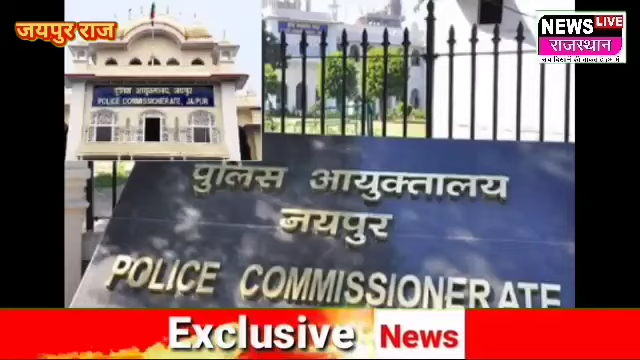 जयपुर राज
NEWS LIVE
राजस्थान
पुलिस आयुक्तालय, जयपुर
POLICE COMMISSIONERATE, JAIPUR
पुलिस आयुक्तालय
जयपुर
POLICE COMMISSIONERATE
Exclusive News